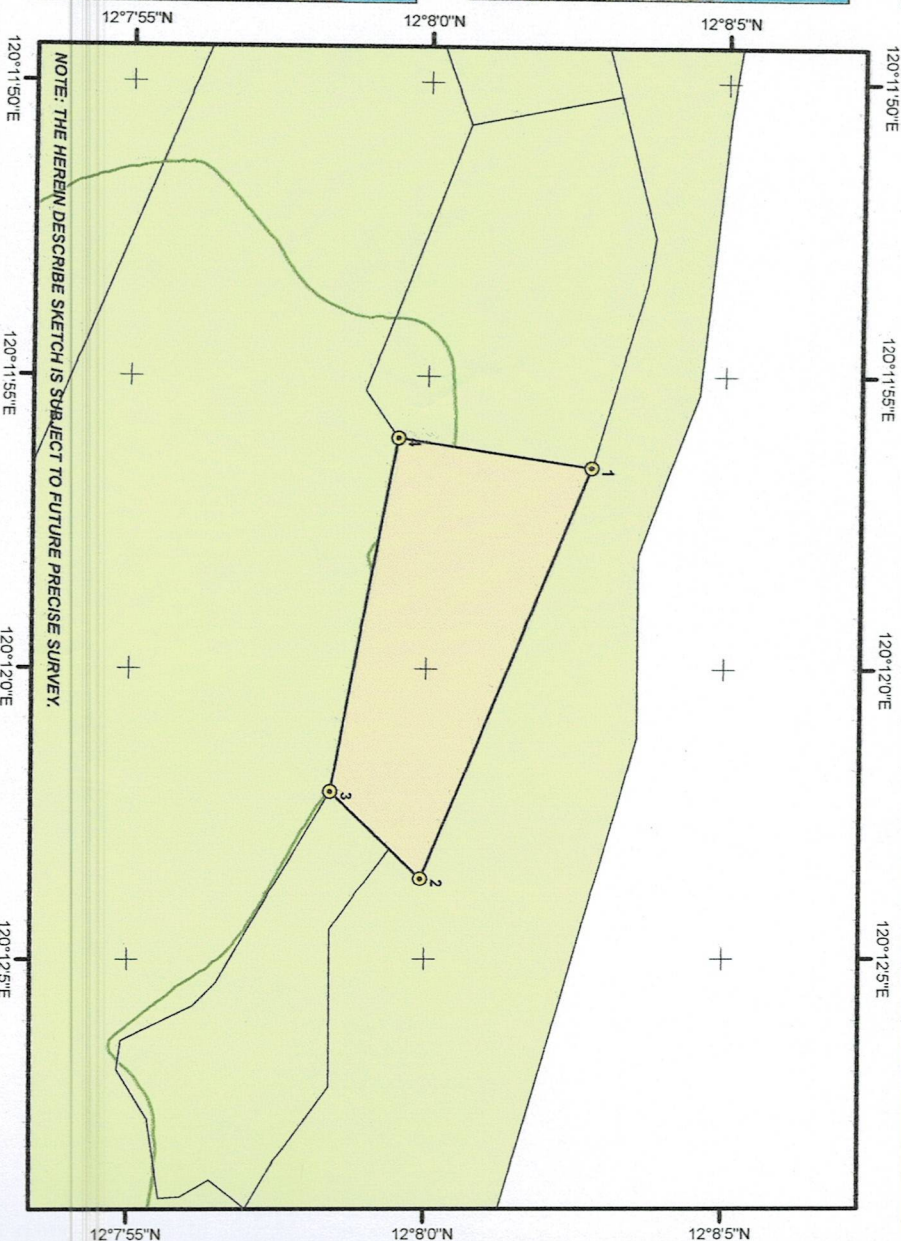 12°7'55"N
12°8'0"N
12°8'5"N
120°11'50"E
120°11'50"E
120°11'55"E
120°11'55"E
120°12'0"E
120°12'0"E
120°12'5"E
120°12'5"E
1
2
3
4
NOTE: THE HEREIN DESCRIBE SKETCH IS SUBJECT TO FUTURE PRECISE SURVEY.
12°7'55"N
12°8'0"N
12°8'5"N